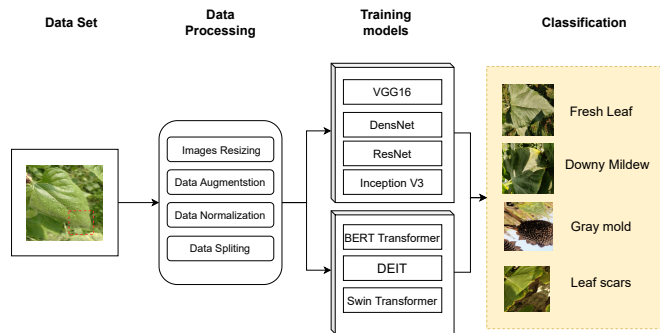 Data Set
Data
Processing
Training
models
Classification
Images Resizing
Data Augmentstion
Data Normalization
Data Spliting
VGG16
DensNet
ResNet
Inception V3
BERT Transformer
DEIT
Swin Transformer
Fresh Leaf
Downy Mildew
Gray mold
Leaf scars